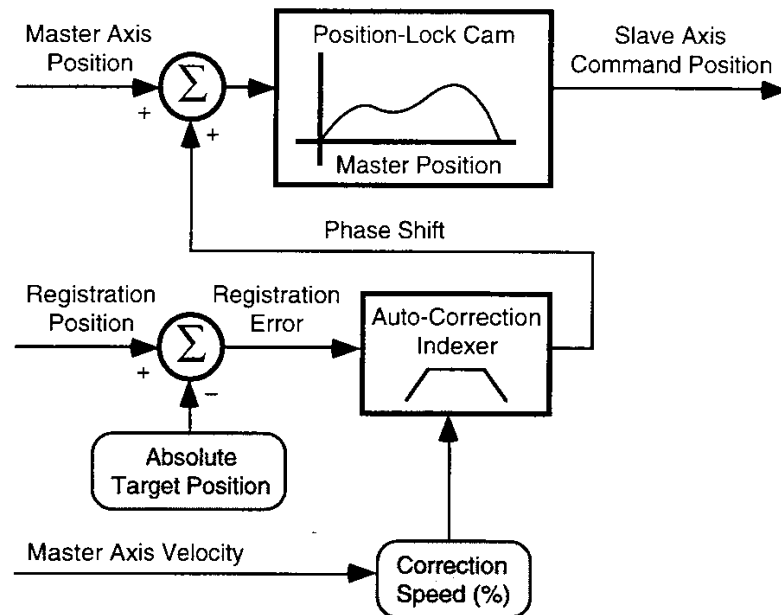 Master Axis
Position
+
Σ
+
Position-Lock Cam
Master Position
Slave Axis
Command Position
Phase Shift
Registration
Position
+
Σ
−
Registration
Error
Auto-Correction
Indexer
Absolute
Target Position
Master Axis Velocity
Correction
Speed (%)